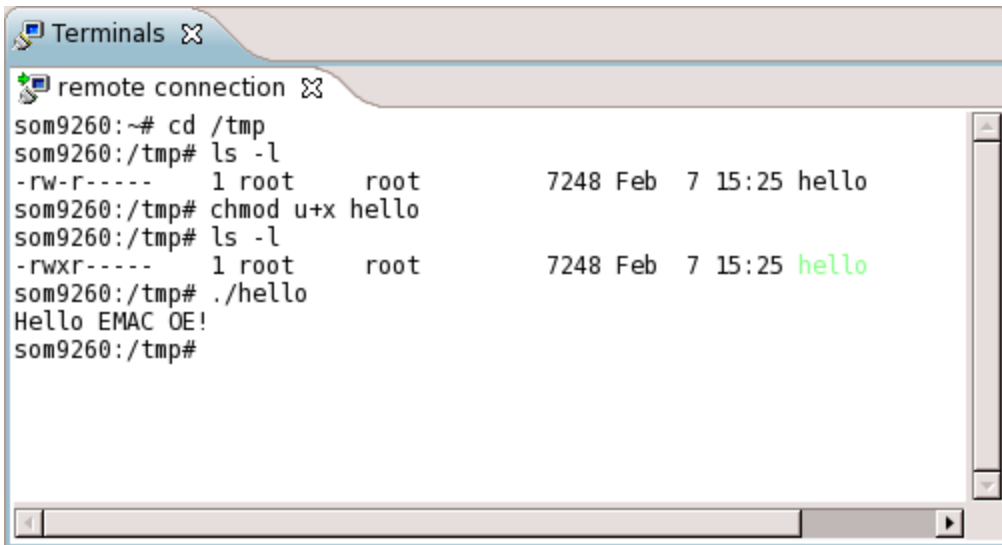 Terminals
remote connection
som9260:~# cd /tmp
som9260:/tmp# ls -l
-rw-r-----    1 root     root         7248 Feb  7 15:25 hello
som9260:/tmp# chmod u+x hello
som9260:/tmp# ls -l
-rwxr-----    1 root     root         7248 Feb  7 15:25 hello
som9260:/tmp# ./hello
Hello EMAC OE!
som9260:/tmp#